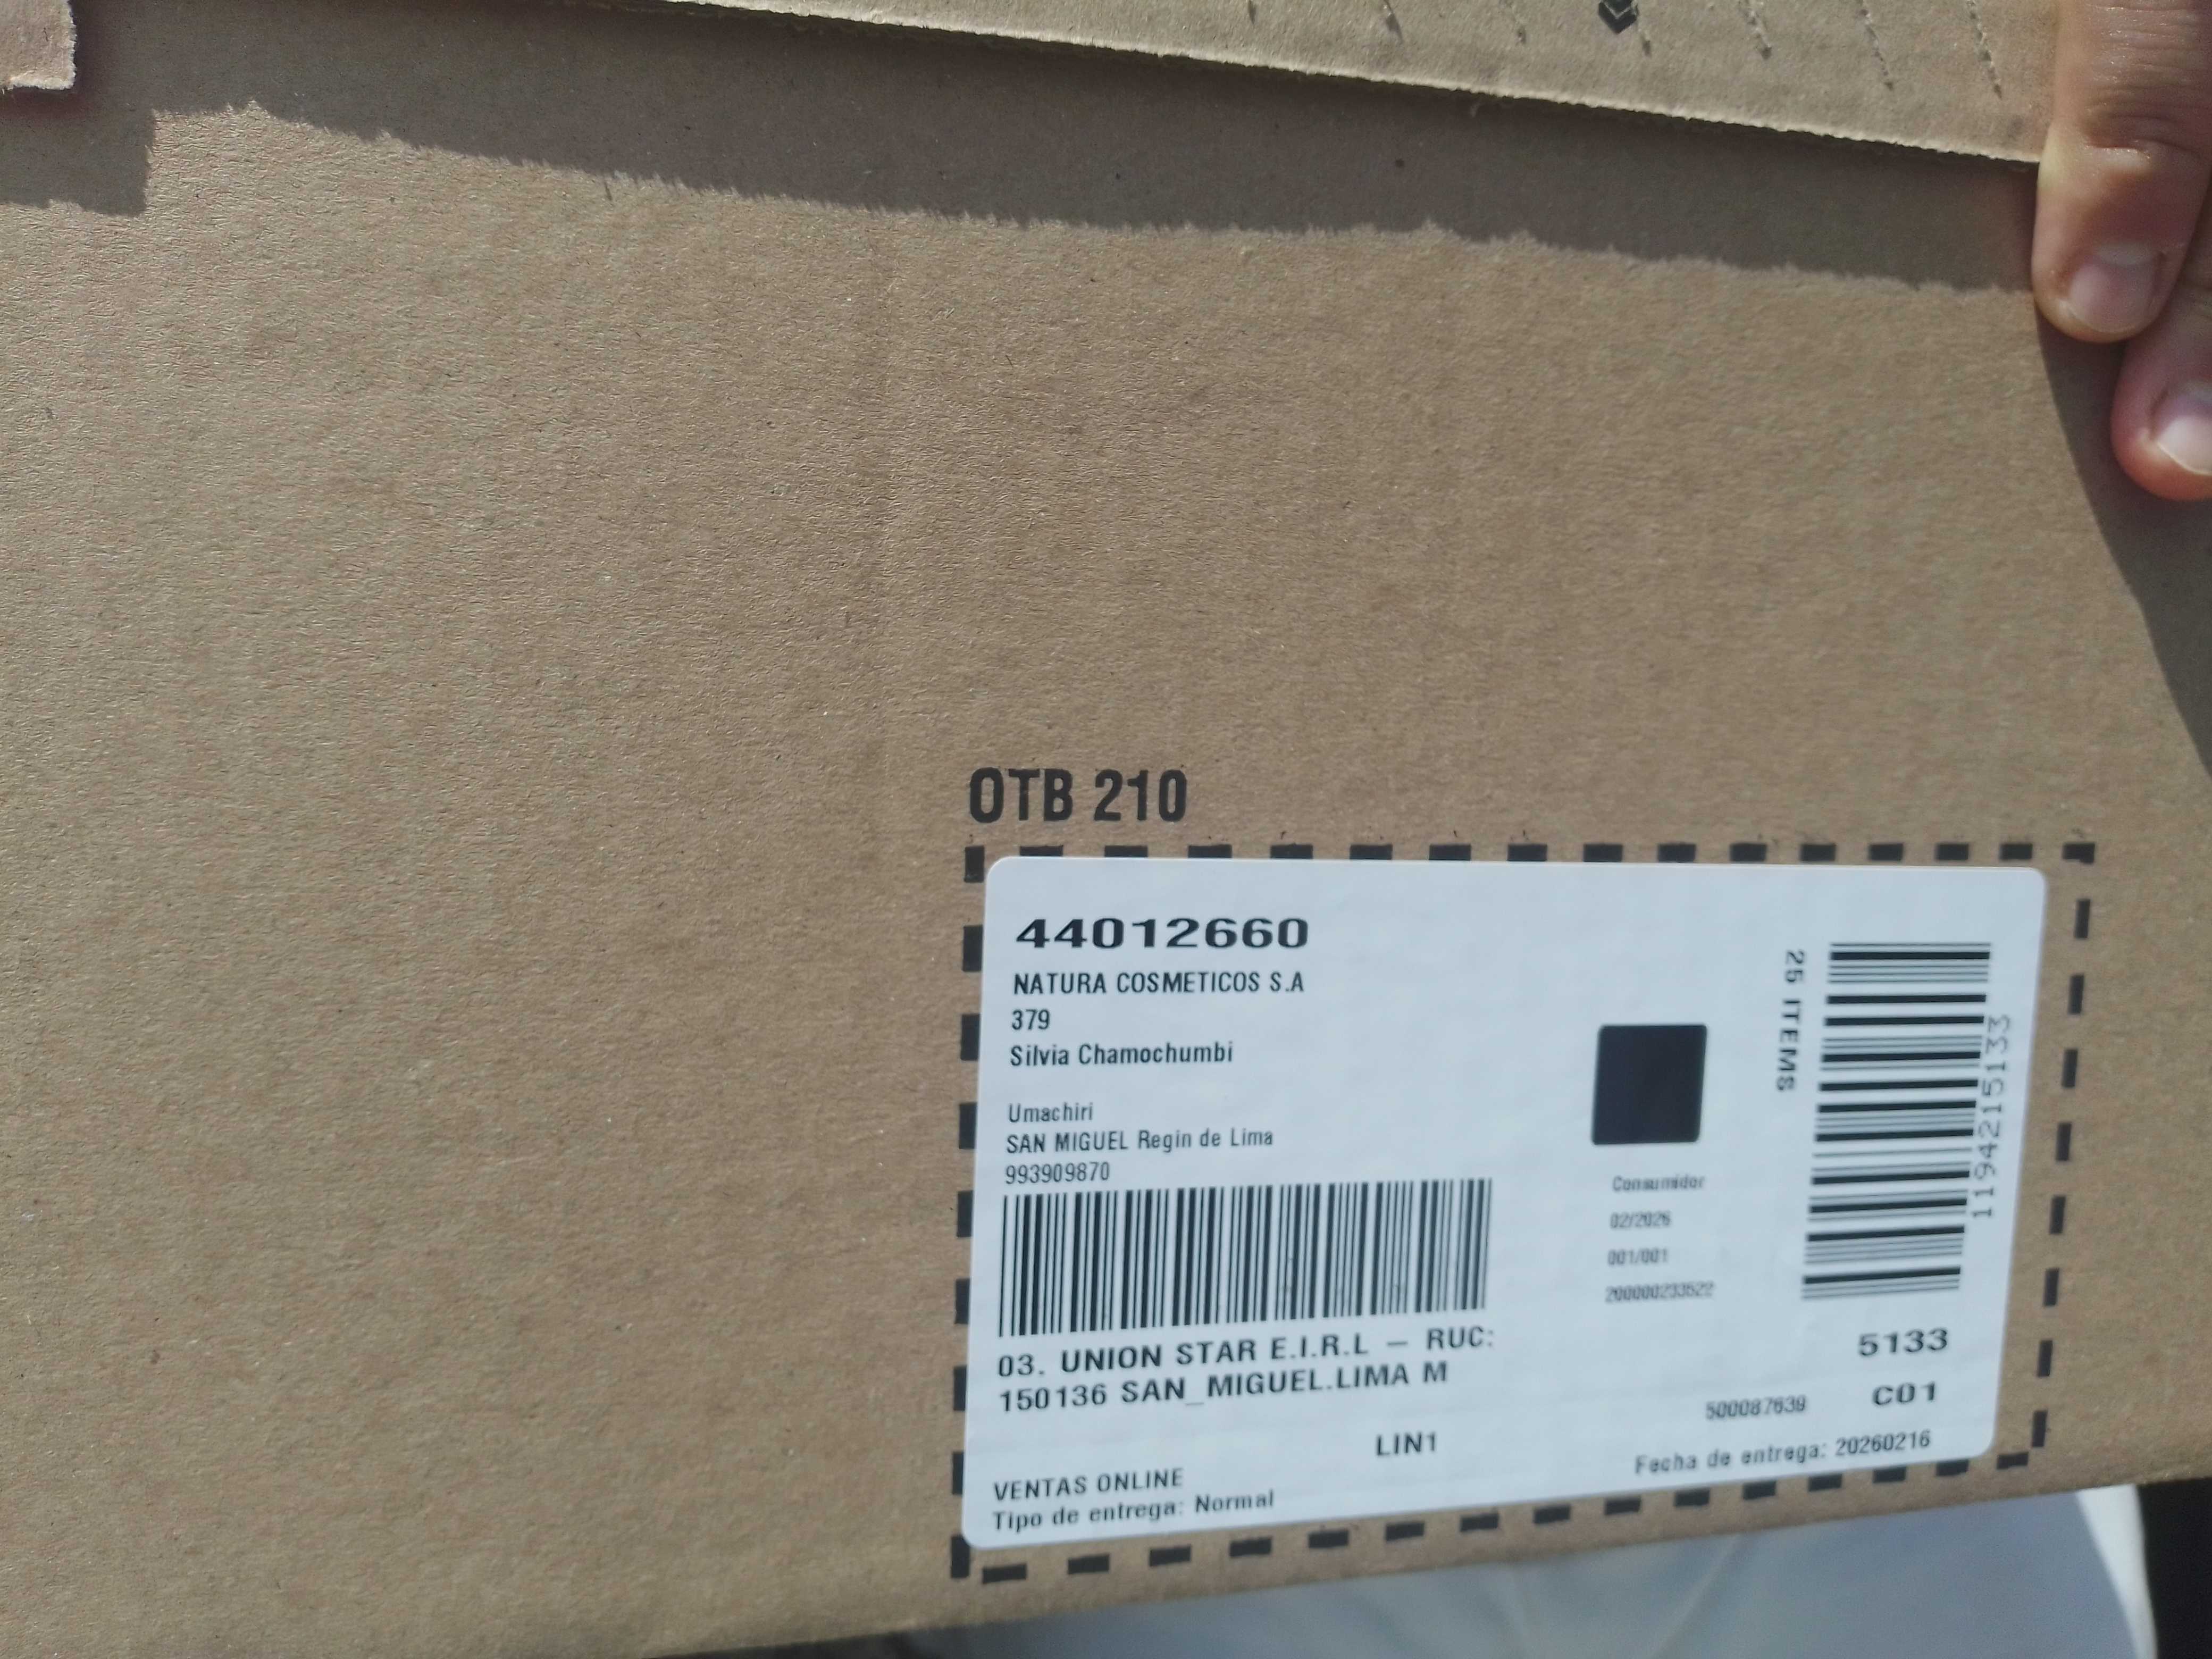 OTB 210
44012660
NATURA COSMETICOS S.A
379
Silvia Chamochumbi
Umachiri
SAN MIGUEL Regin de Lima
993909870
03. UNION STAR E.I.R.L – RUC:
150136 SAN_MIGUEL.LIMA M
LIN1
VENTAS ONLINE
Tipo de entrega: Normal
Consumidor
02/2026
001/001
200000233522
25 ITEMS
1194215133
5133
500087639 C01
Fecha de entrega: 20260216